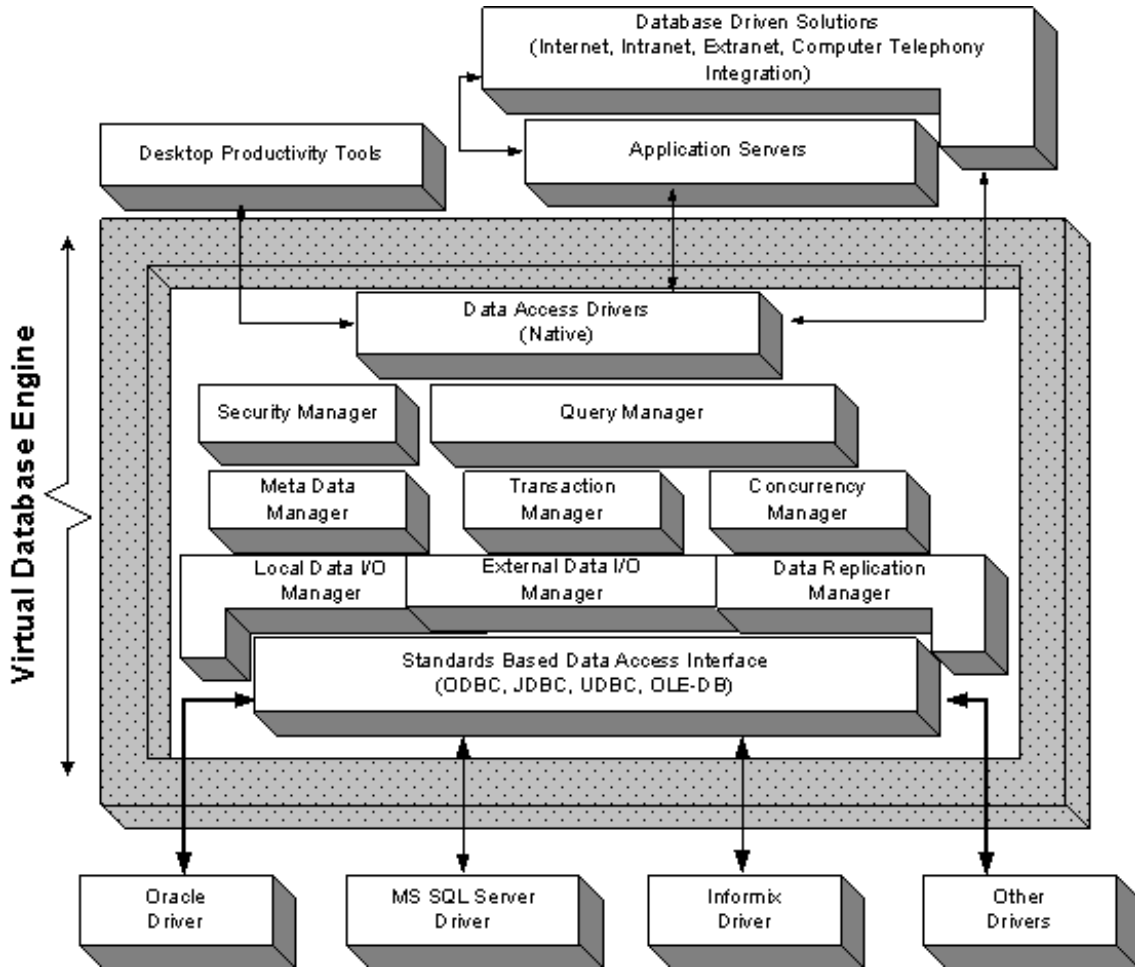 Database Driven Solutions
(Internet, Intranet, Extranet, Computer Telephony
Integration)
Desktop Productivity Tools
Application Servers
Virtual Database Engine
Data Access Drivers
(Native)
Security Manager
Query Manager
Meta Data
Manager
Transaction
Manager
Concurrency
Manager
Local Data I/O
Manager
External Data I/O
Manager
Data Replication
Manager
Standards Based Data Access Interface
(ODBC, JDBC, UDBC, OLE-DB)
Oracle
Driver
MS SQL Server
Driver
Informix
Driver
Other
Drivers